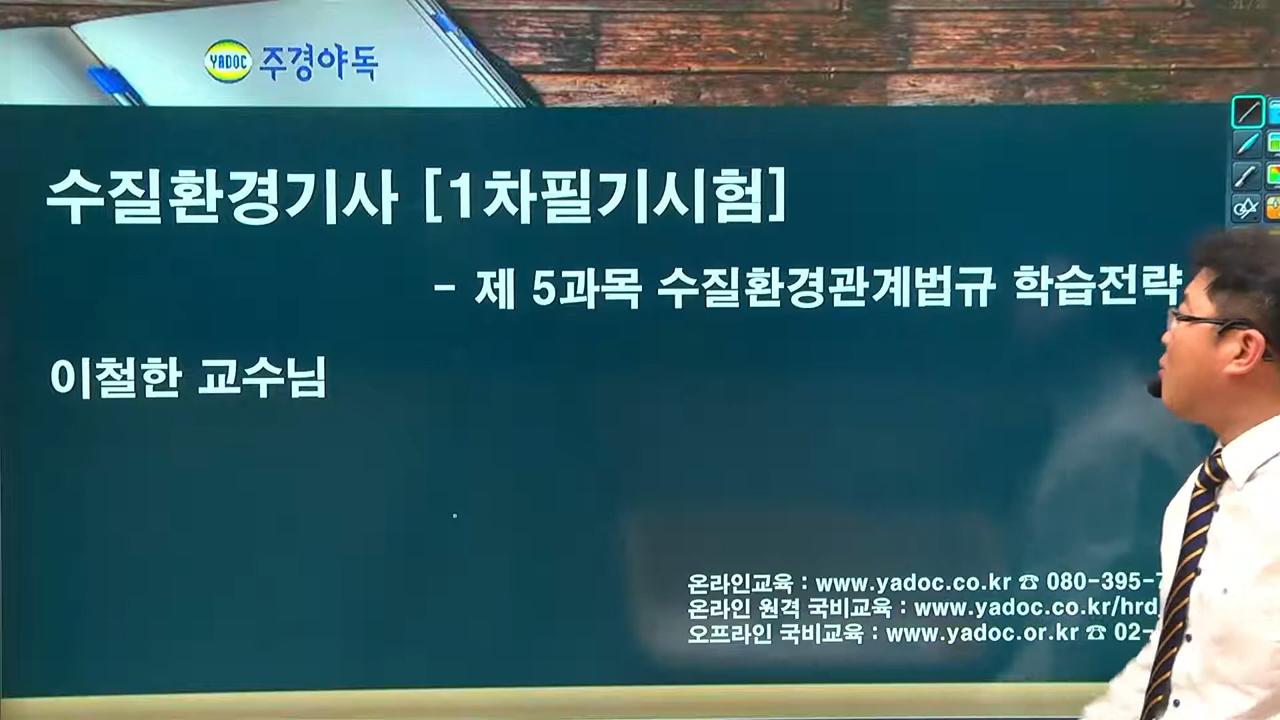 YADOC 주경야독
수질환경기사 [1차필기시험]
- 제 5과목 수질환경관계법규 학습전략
이철한 교수님
온라인교육 : www.yadoc.co.kr ☎ 080-395-
온라인 원격 국비교육 : www.yadoc.co.kr/hrd
오프라인 국비교육 : www.yadoc.or.kr ☎ 02-